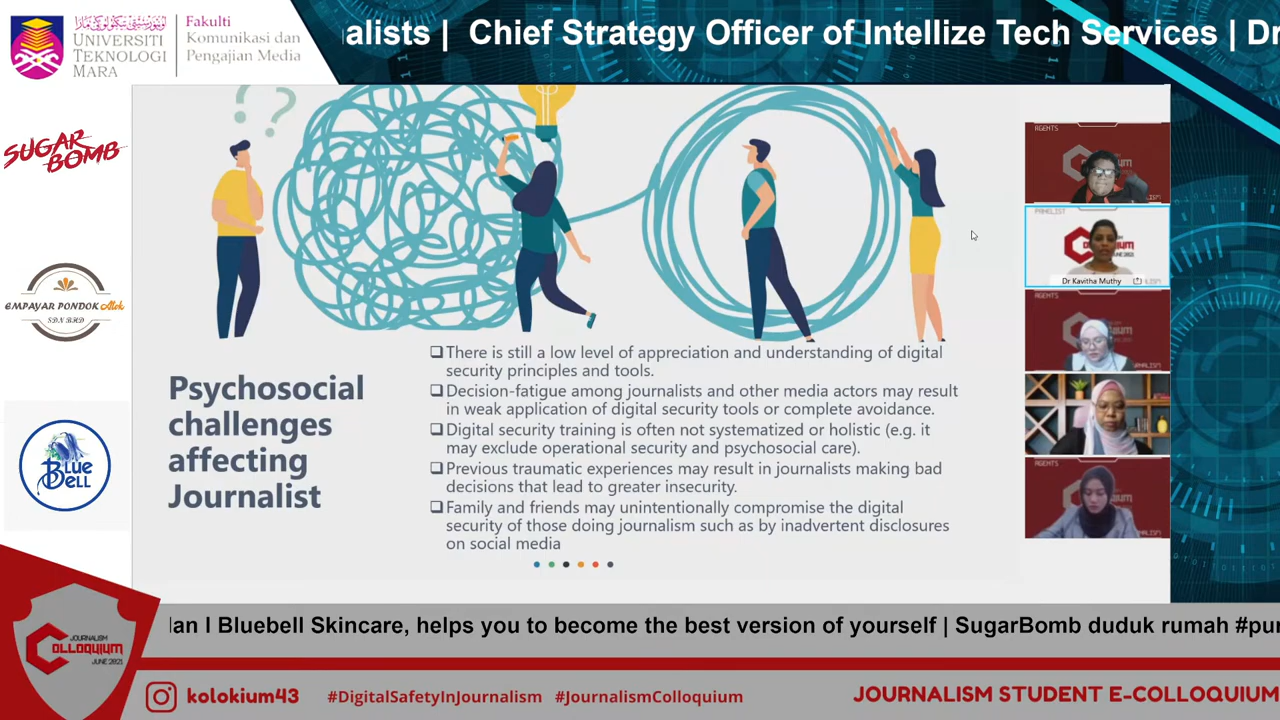 UNIVERSITI
TEKNOLOGI
MARA
Fakulti
Komunikasi dan
Pengajian Media
alists | Chief Strategy Officer of Intellize Tech Services | Dr
SUGAR
BOMB
EMPAYAR PONDOK Atok
SDN BHD
Blue
Bell
Psychosocial
challenges
affecting
Journalist
❑ There is still a low level of appreciation and understanding of digital
security principles and tools.
❑ Decision-fatigue among journalists and other media actors may result
in weak application of digital security tools or complete avoidance.
❑ Digital security training is often not systematized or holistic (e.g. it
may exclude operational security and psychosocial care).
❑ Previous traumatic experiences may result in journalists making bad
decisions that lead to greater insecurity.
❑ Family and friends may unintentionally compromise the digital
security of those doing journalism such as by inadvertent disclosures
on social media
PANELIST
Dr Kavitha Muthy
lan I Bluebell Skincare, helps you to become the best version of yourself | SugarBomb duduk rumah #pu
JOURNALISM
COLLOQUIUM
JUNE 2021
kolokium43
#DigitalSafetyInJournalism #JournalismColloquium
JOURNALISM STUDENT E-COLLOQUIUM